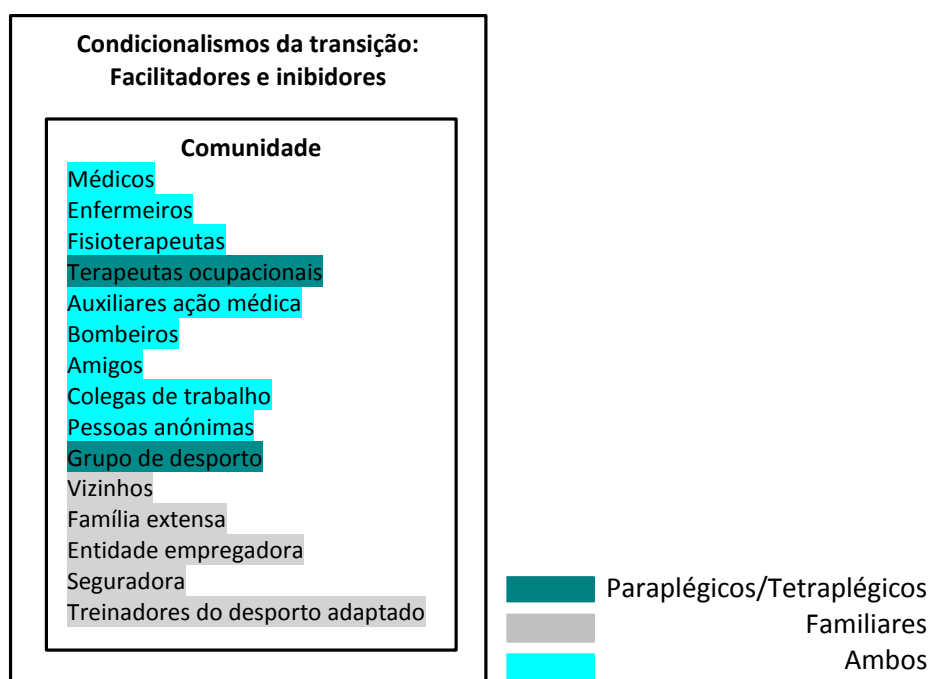 Condicionalismos da transição:
Facilitadores e inibidores
Comunidade
Médicos
Enfermeiros
Fisioterapeutas
Terapeutas ocupacionais
Auxiliares ação médica
Bombeiros
Amigos
Colegas de trabalho
Pessoas anónimas
Grupo de desporto
Vizinhos
Família extensa
Entidade empregadora
Seguradora
Treinadores do desporto adaptado
Paraplégicos/Tetraplégicos
Familiares
Ambos